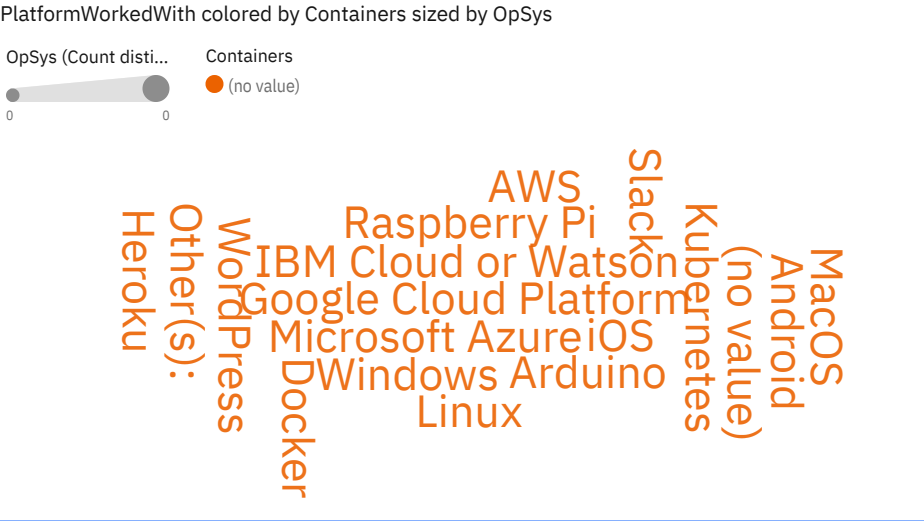 PlatformWorkedWith colored by Containers sized by OpSys
OpSys (Count disti...
Containers
(no value)
0
0
AWS
Slack
Raspberry Pi
Kubernetes
Heroku
Other(s):
WordPress
IBM Cloud or Watson
(no value)
Android
MacOS
Google Cloud Platform
Microsoft Azure
iOS
Docker
Windows
Arduino
Linux